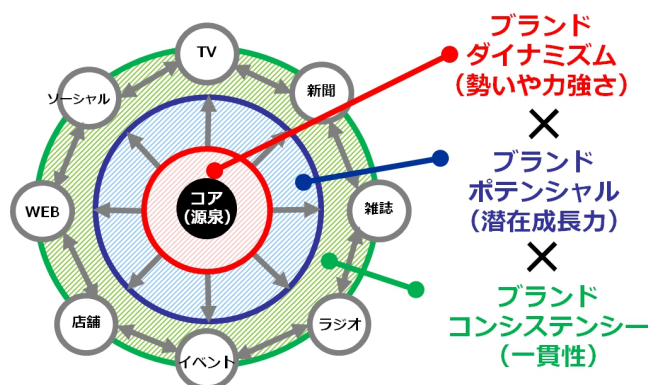 TV
新聞
雑誌
ラジオ
イベント
店舗
WEB
ソーシャル
コア
(源泉)
ブランド
ダイナミズム
(勢いや力強さ)
×
ブランド
ポテンシャル
(潜在成長力)
×
ブランド
コンシステンシー
(一貫性)